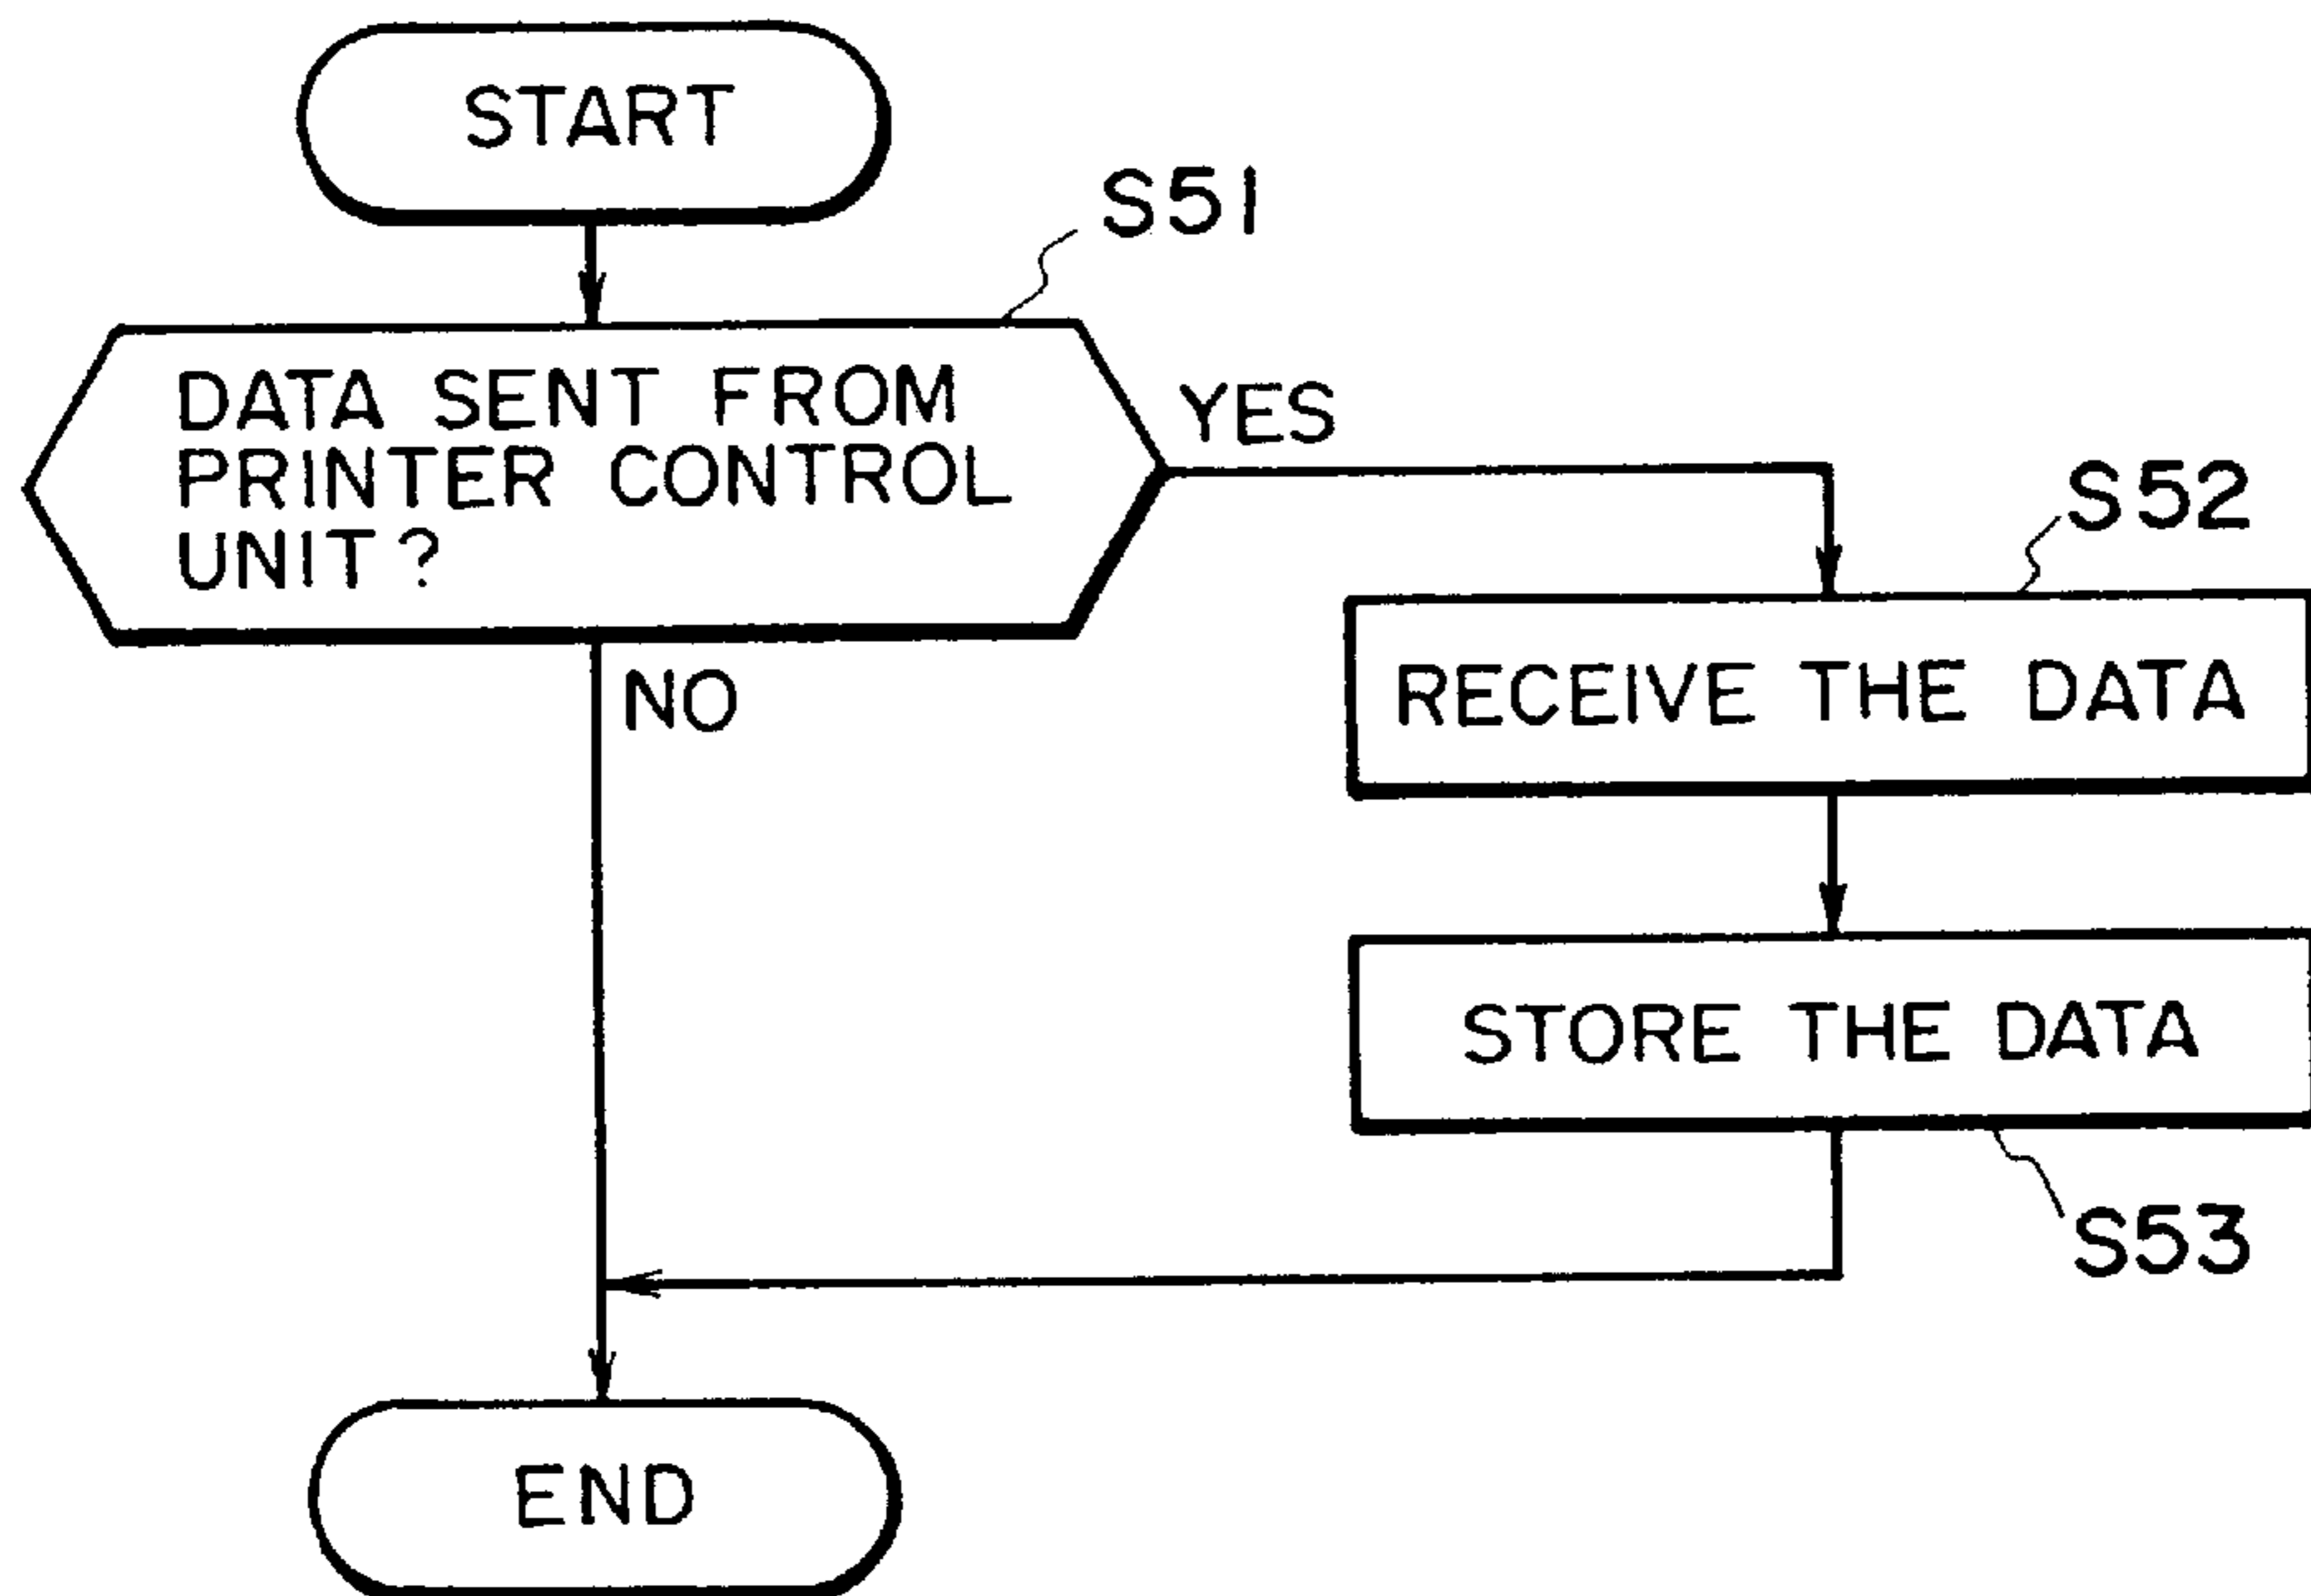 START
S51
DATA SENT FROM
PRINTER CONTROL
UNIT?
YES
S52
NO
RECEIVE THE DATA
STORE THE DATA
S53
END